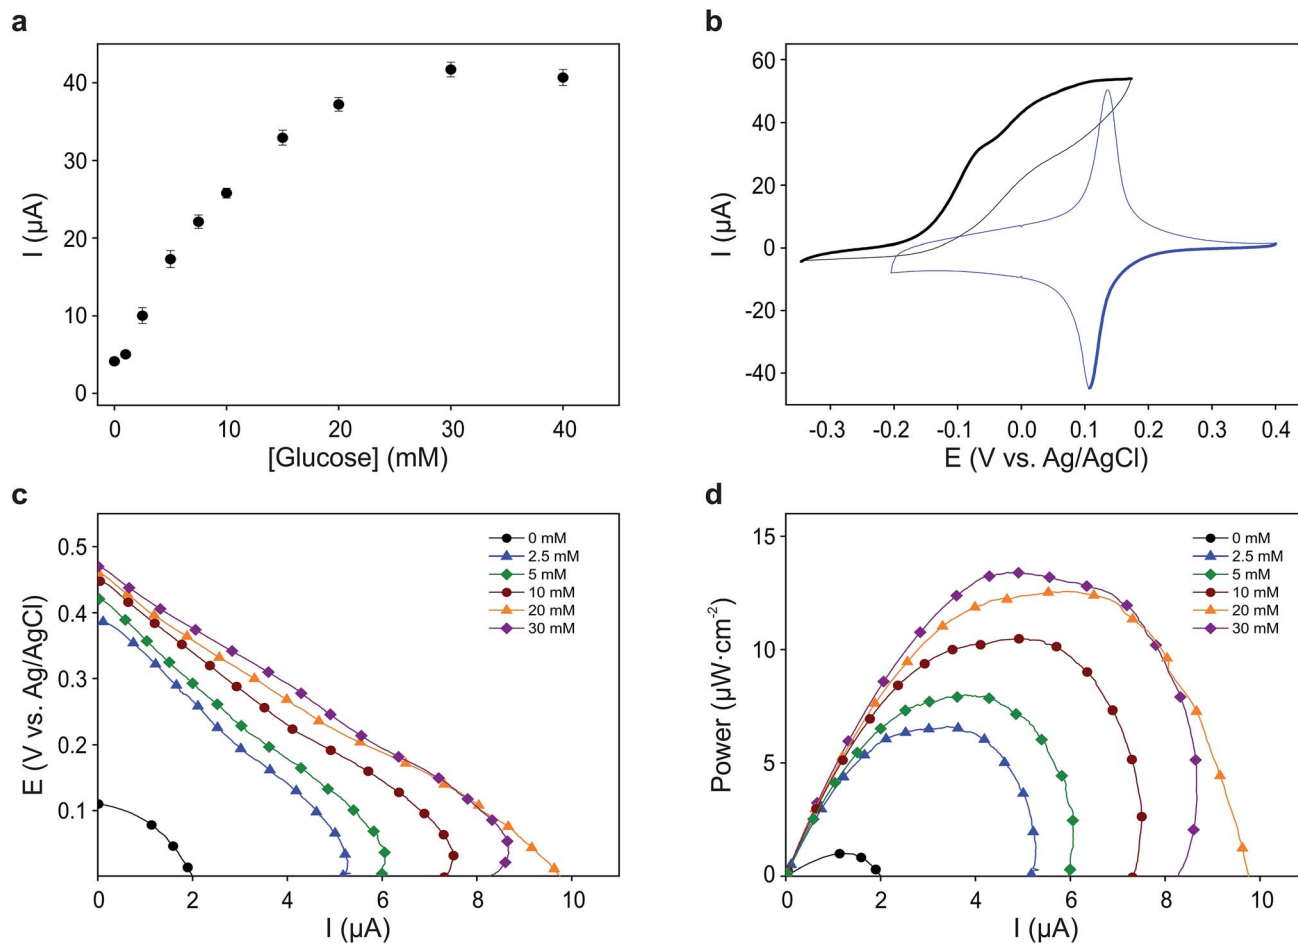 a
I (µA)
40
30
20
10
0
0 10 20 30 40
[Glucose] (mM)
b
I (µA)
60
40
20
0
-20
-40
-0.3 -0.2 -0.1 0.0 0.1 0.2 0.3 0.4
E (V vs. Ag/AgCl)
c
E (V vs. Ag/AgCl)
0.5
0.4
0.3
0.2
0.1
0 mM
2.5 mM
5 mM
10 mM
20 mM
30 mM
0 2 4 6 8 10
I (µA)
d
Power (µW·cm⁻²)
15
10
5
0
0 mM
2.5 mM
5 mM
10 mM
20 mM
30 mM
0 2 4 6 8 10
I (µA)